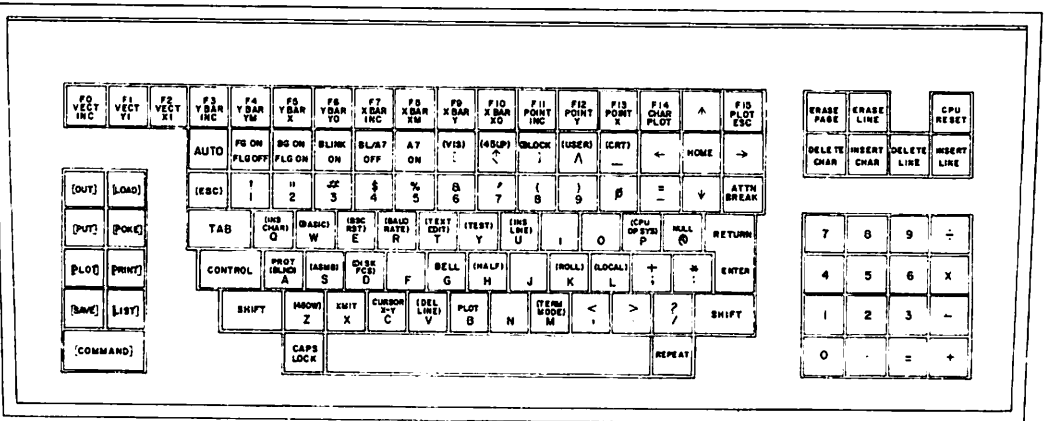 F0 VECT INC
F1 VECT Y1
F2 VECT X1
F3 Y BAR INC
F4 Y BAR YM
F5 Y BAR X
F6 Y BAR YO
F7 X BAR INC
F8 X BAR XM
F9 X BAR Y
F10 X BAR XO
F11 POINT INC
F12 POINT Y
F13 POINT X
F14 CHAR PLOT
↑
F15 PLOT ESC
ERASE PAGE
ERASE LINE
CPU RESET
AUTO
FG ON FLG OFF
BG ON FLG ON
BLINK ON
BL/A7 OFF
A7 ON
(VIS) :
(45UP)
(BLOCK ]
(USER) ∧
(CRT) _
←
HOME
→
DELETE CHAR
INSERT CHAR
DELETE LINE
INSERT LINE
[OUT]
[LOAD]
(ESC)
! 1
" 2
# 3
$ 4
% 5
& 6
' 7
( 8
) 9
Ø
= -
↓
ATTN BREAK
[PUT]
[POKE]
TAB
(INS CHAR) Q
(BASIC) W
(ESC RST) E
(BAUD RATE) R
(TEXT EDIT) T
(TEST) Y
(INS LINE) U
I
O
(CPU OP SYS) P
NULL @
RETURN
7 8 9 ÷
[PLOT]
[PRINT]
CONTROL
PROT (BLIND) A
(ASMB) S
(DISK FCS) D
F
BELL G
(HALF) H
J
(ROLL) K
(LOCAL) L
+ ;
* :
ENTER
4 5 6 X
[SAVE]
[LIST]
SHIFT
(480W) Z
XMIT X
CURSOR X-Y C
(DEL LINE) V
PLOT B
N
(TERM MODE) M
< ,
> .
? /
SHIFT
1 2 3 −
[COMMAND]
CAPS LOCK
REPEAT
0 . = +